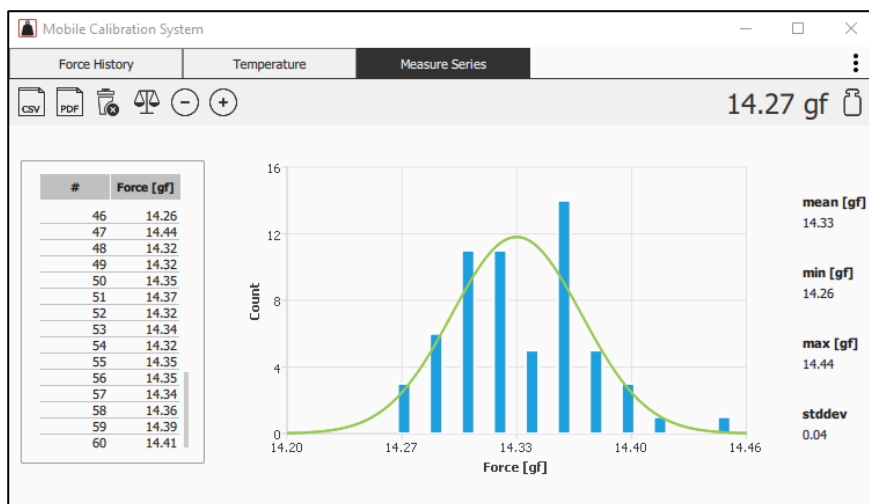 Mobile Calibration System
Force History Temperature Measure Series
CSV PDF 14.27 gf
# Force [gf]
46 14.26
47 14.44
48 14.32
49 14.32
50 14.35
51 14.37
52 14.32
53 14.34
54 14.32
55 14.35
56 14.35
57 14.34
58 14.36
59 14.39
60 14.41
Count
16
12
8
4
0
14.20 14.27 14.33 14.40 14.46
Force [gf]
mean [gf]
14.33
min [gf]
14.26
max [gf]
14.44
stddev
0.04